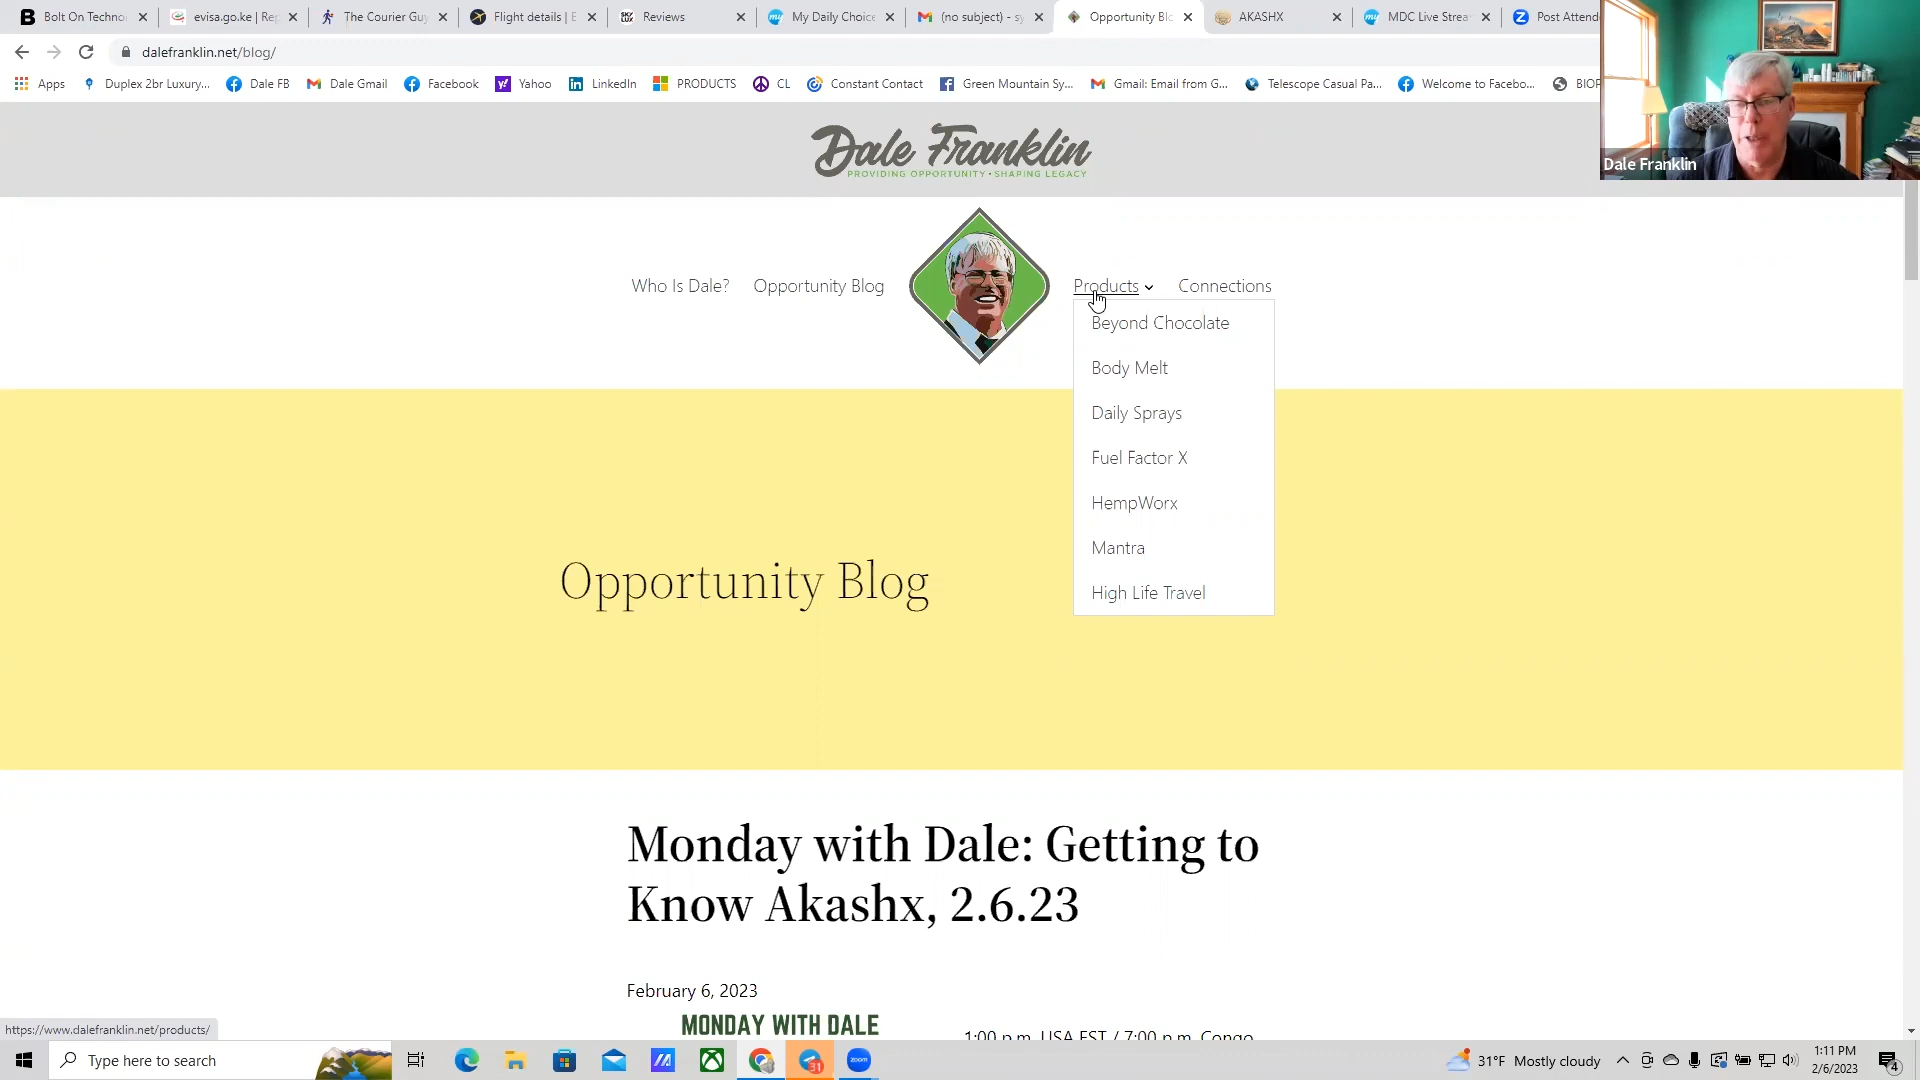 Bolt On Techno
evisa.go.ke | Rep
The Courier Guy
Flight details | E
Reviews
My Daily Choice
(no subject) - sy
Opportunity Blo
AKASHX
MDC Live Strea
Post Attend
dalefranklin.net/blog/
Apps
Duplex 2br Luxury...
Dale FB
Dale Gmail
Facebook
Yahoo
LinkedIn
PRODUCTS
CL
Constant Contact
Green Mountain Sy...
Gmail: Email from G...
Telescope Casual Pa...
Welcome to Facebo...
Dale Franklin
Dale Franklin
PROVIDING OPPORTUNITY • SHAPING LEGACY
Who Is Dale?
Opportunity Blog
Products
Connections
Beyond Chocolate
Body Melt
Daily Sprays
Fuel Factor X
HempWorx
Mantra
High Life Travel
Opportunity Blog
Monday with Dale: Getting to
Know Akashx, 2.6.23
February 6, 2023
MONDAY WITH DALE
1:00 p.m. USA EST / 7:00 p.m. Congo
https://www.dalefranklin.net/products/
Type here to search
31
zoom
31°F Mostly cloudy
1:11 PM
2/6/2023
4